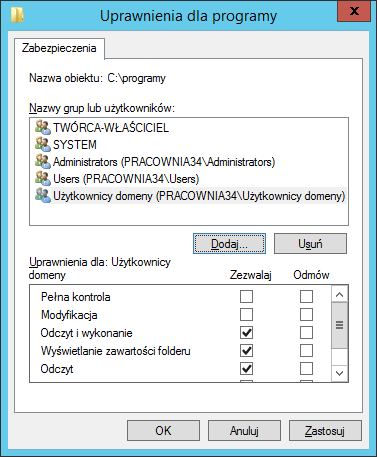 Uprawnienia dla programy
Zabezpieczenia
Nazwa obiektu: C:\programy
Nazwy grup lub użytkowników:
TWÓRCA-WŁAŚCICIEL
SYSTEM
Administrators (PRACOWNIA34\Administrators)
Users (PRACOWNIA34\Users)
Użytkownicy domeny (PRACOWNIA34\Użytkownicy domeny)
Dodaj... Usuń
Uprawnienia dla: Użytkownicy
domeny Zezwalaj Odmów
Pełna kontrola
Modyfikacja
Odczyt i wykonanie
Wyświetlanie zawartości folderu
Odczyt
OK Anuluj Zastosuj